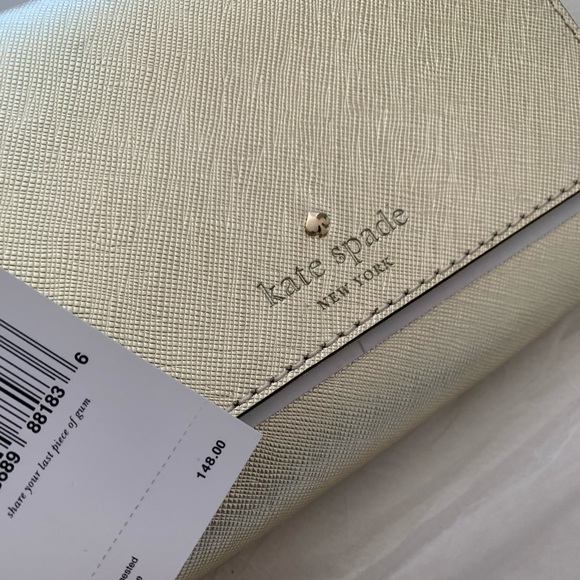 kate spade
NEW YORK
88183 6
share your last piece of gum
148.00